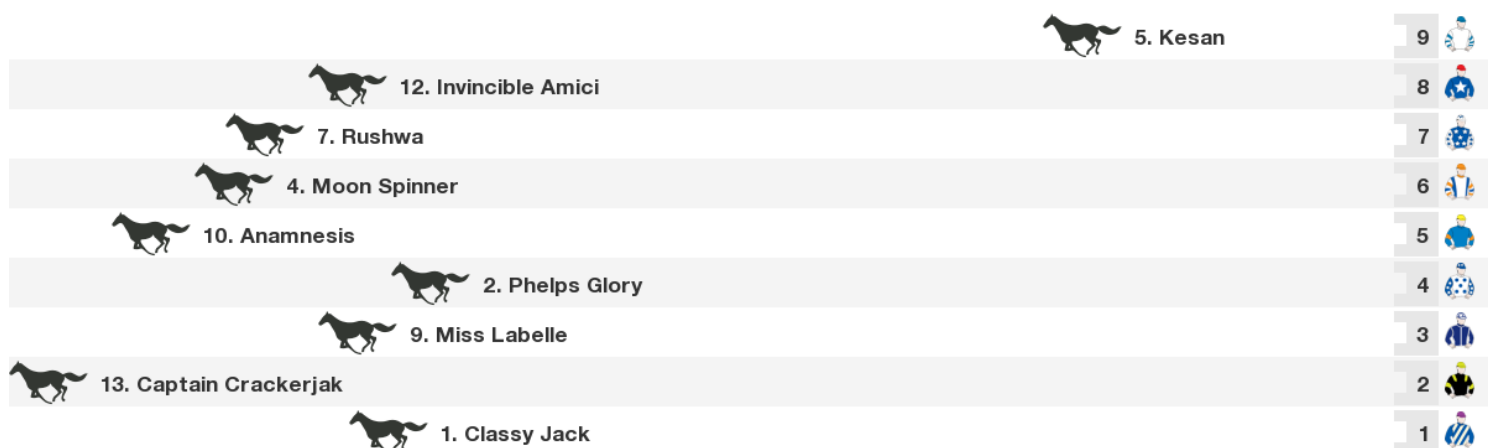 5. Kesan 9
12. Invincible Amici 8
7. Rushwa 7
4. Moon Spinner 6
10. Anamnesis 5
2. Phelps Glory 4
9. Miss Labelle 3
13. Captain Crackerjak 2
1. Classy Jack 1